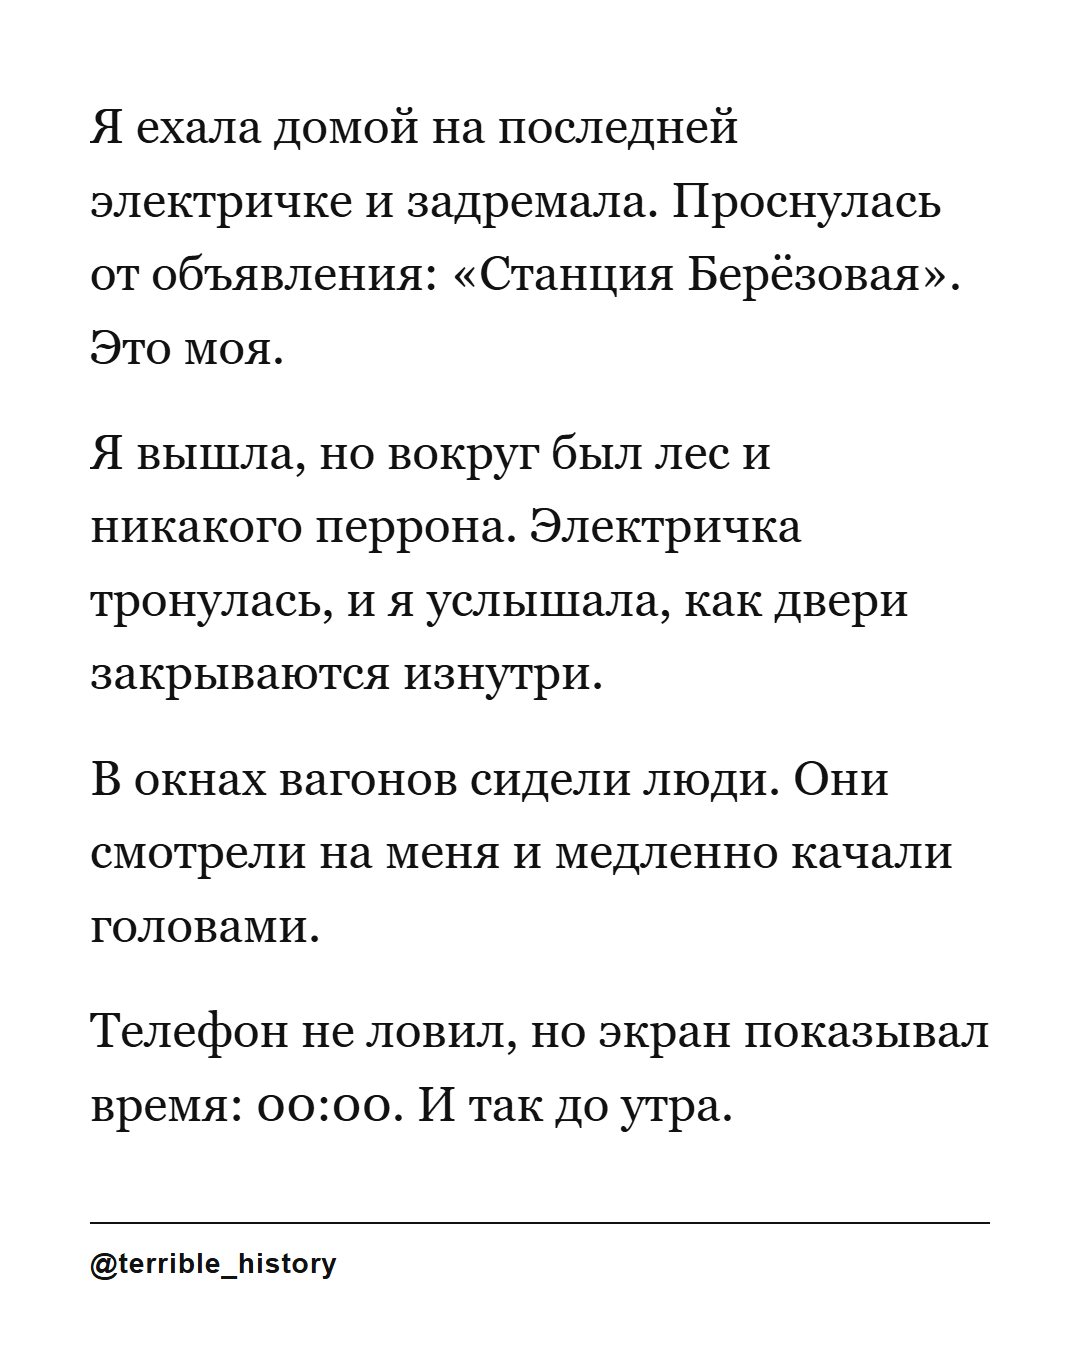 Я ехала домой на последней
электричке и задремала. Проснулась
от объявления: «Станция Берёзовая».
Это моя.
Я вышла, но вокруг был лес и
никакого перрона. Электричка
тронулась, и я услышала, как двери
закрываются изнутри.
В окнах вагонов сидели люди. Они
смотрели на меня и медленно качали
головами.
Телефон не ловил, но экран показывал
время: 00:00. И так до утра.
@terrible_history